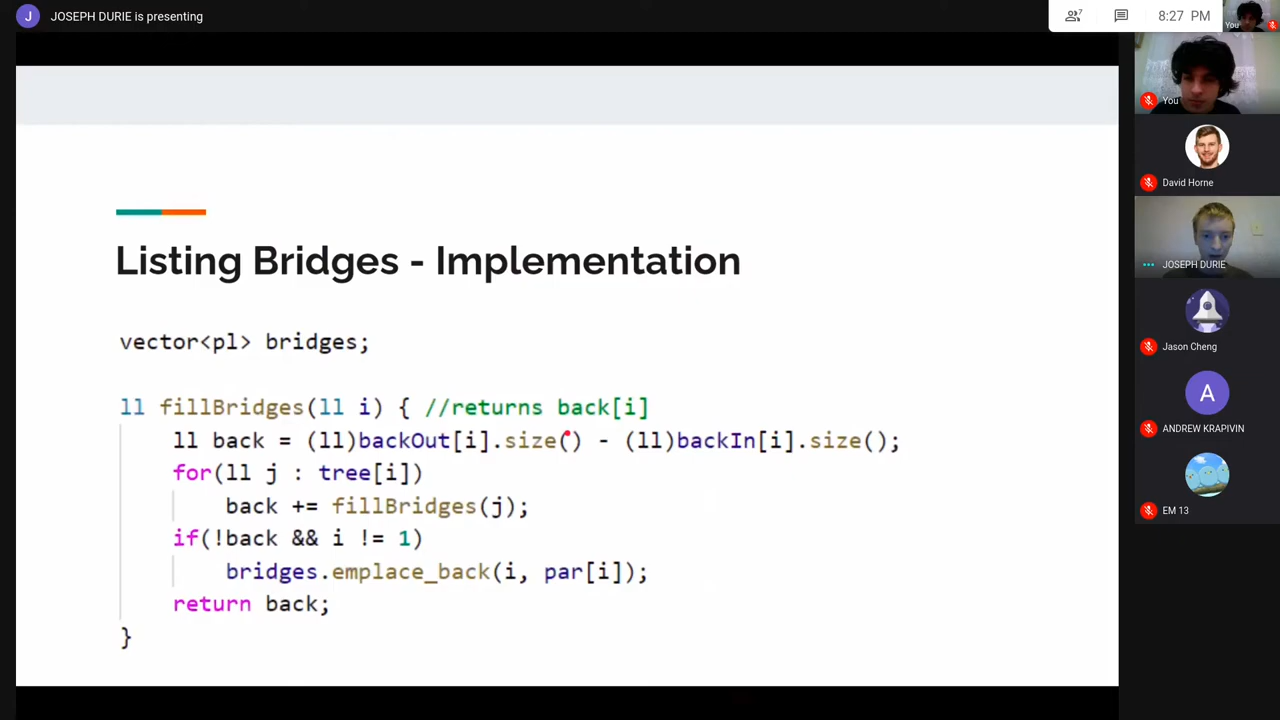 J JOSEPH DURIE is presenting
7
8:27 PM
You
You
David Horne
JOSEPH DURIE
Jason Cheng
A
ANDREW KRAPIVIN
EM 13
Listing Bridges - Implementation
vector<pl> bridges;
ll fillBridges(ll i) { //returns back[i]
ll back = (ll)backOut[i].size() - (ll)backIn[i].size();
for(ll j : tree[i])
back += fillBridges(j);
if(!back && i != 1)
bridges.emplace_back(i, par[i]);
return back;
}